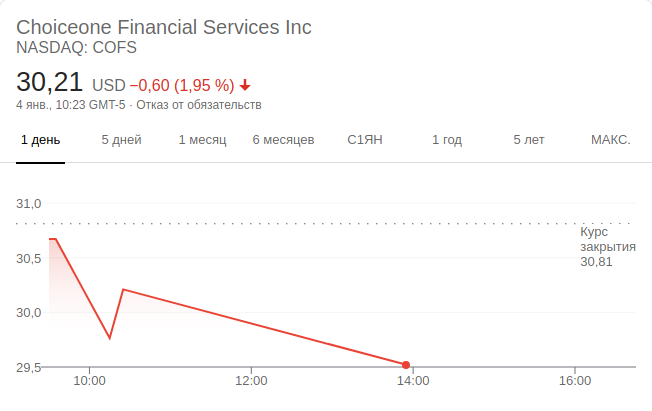 Choiceone Financial Services Inc
NASDAQ: COFS
30,21 USD −0,60 (1,95 %)
4 янв., 10:23 GMT-5 · Отказ от обязательств
1 день 5 дней 1 месяц 6 месяцев С1ЯН 1 год 5 лет МАКС.
31,0
Курс
закрытия
30,81
30,5
30,0
29,5
10:00 12:00 14:00 16:00